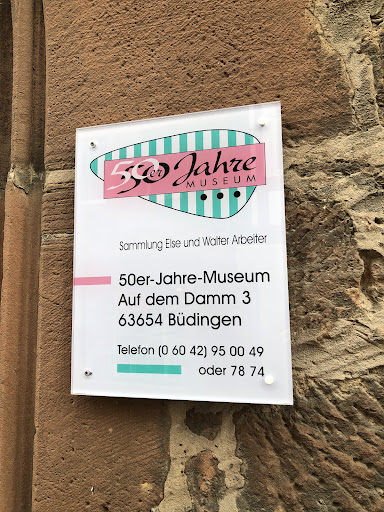 50er Jahre
MUSEUM
Sammlung Else und Walter Arbeiter
50er-Jahre-Museum
Auf dem Damm 3
63654 Büdingen
Telefon (0 60 42) 95 00 49
oder 78 74